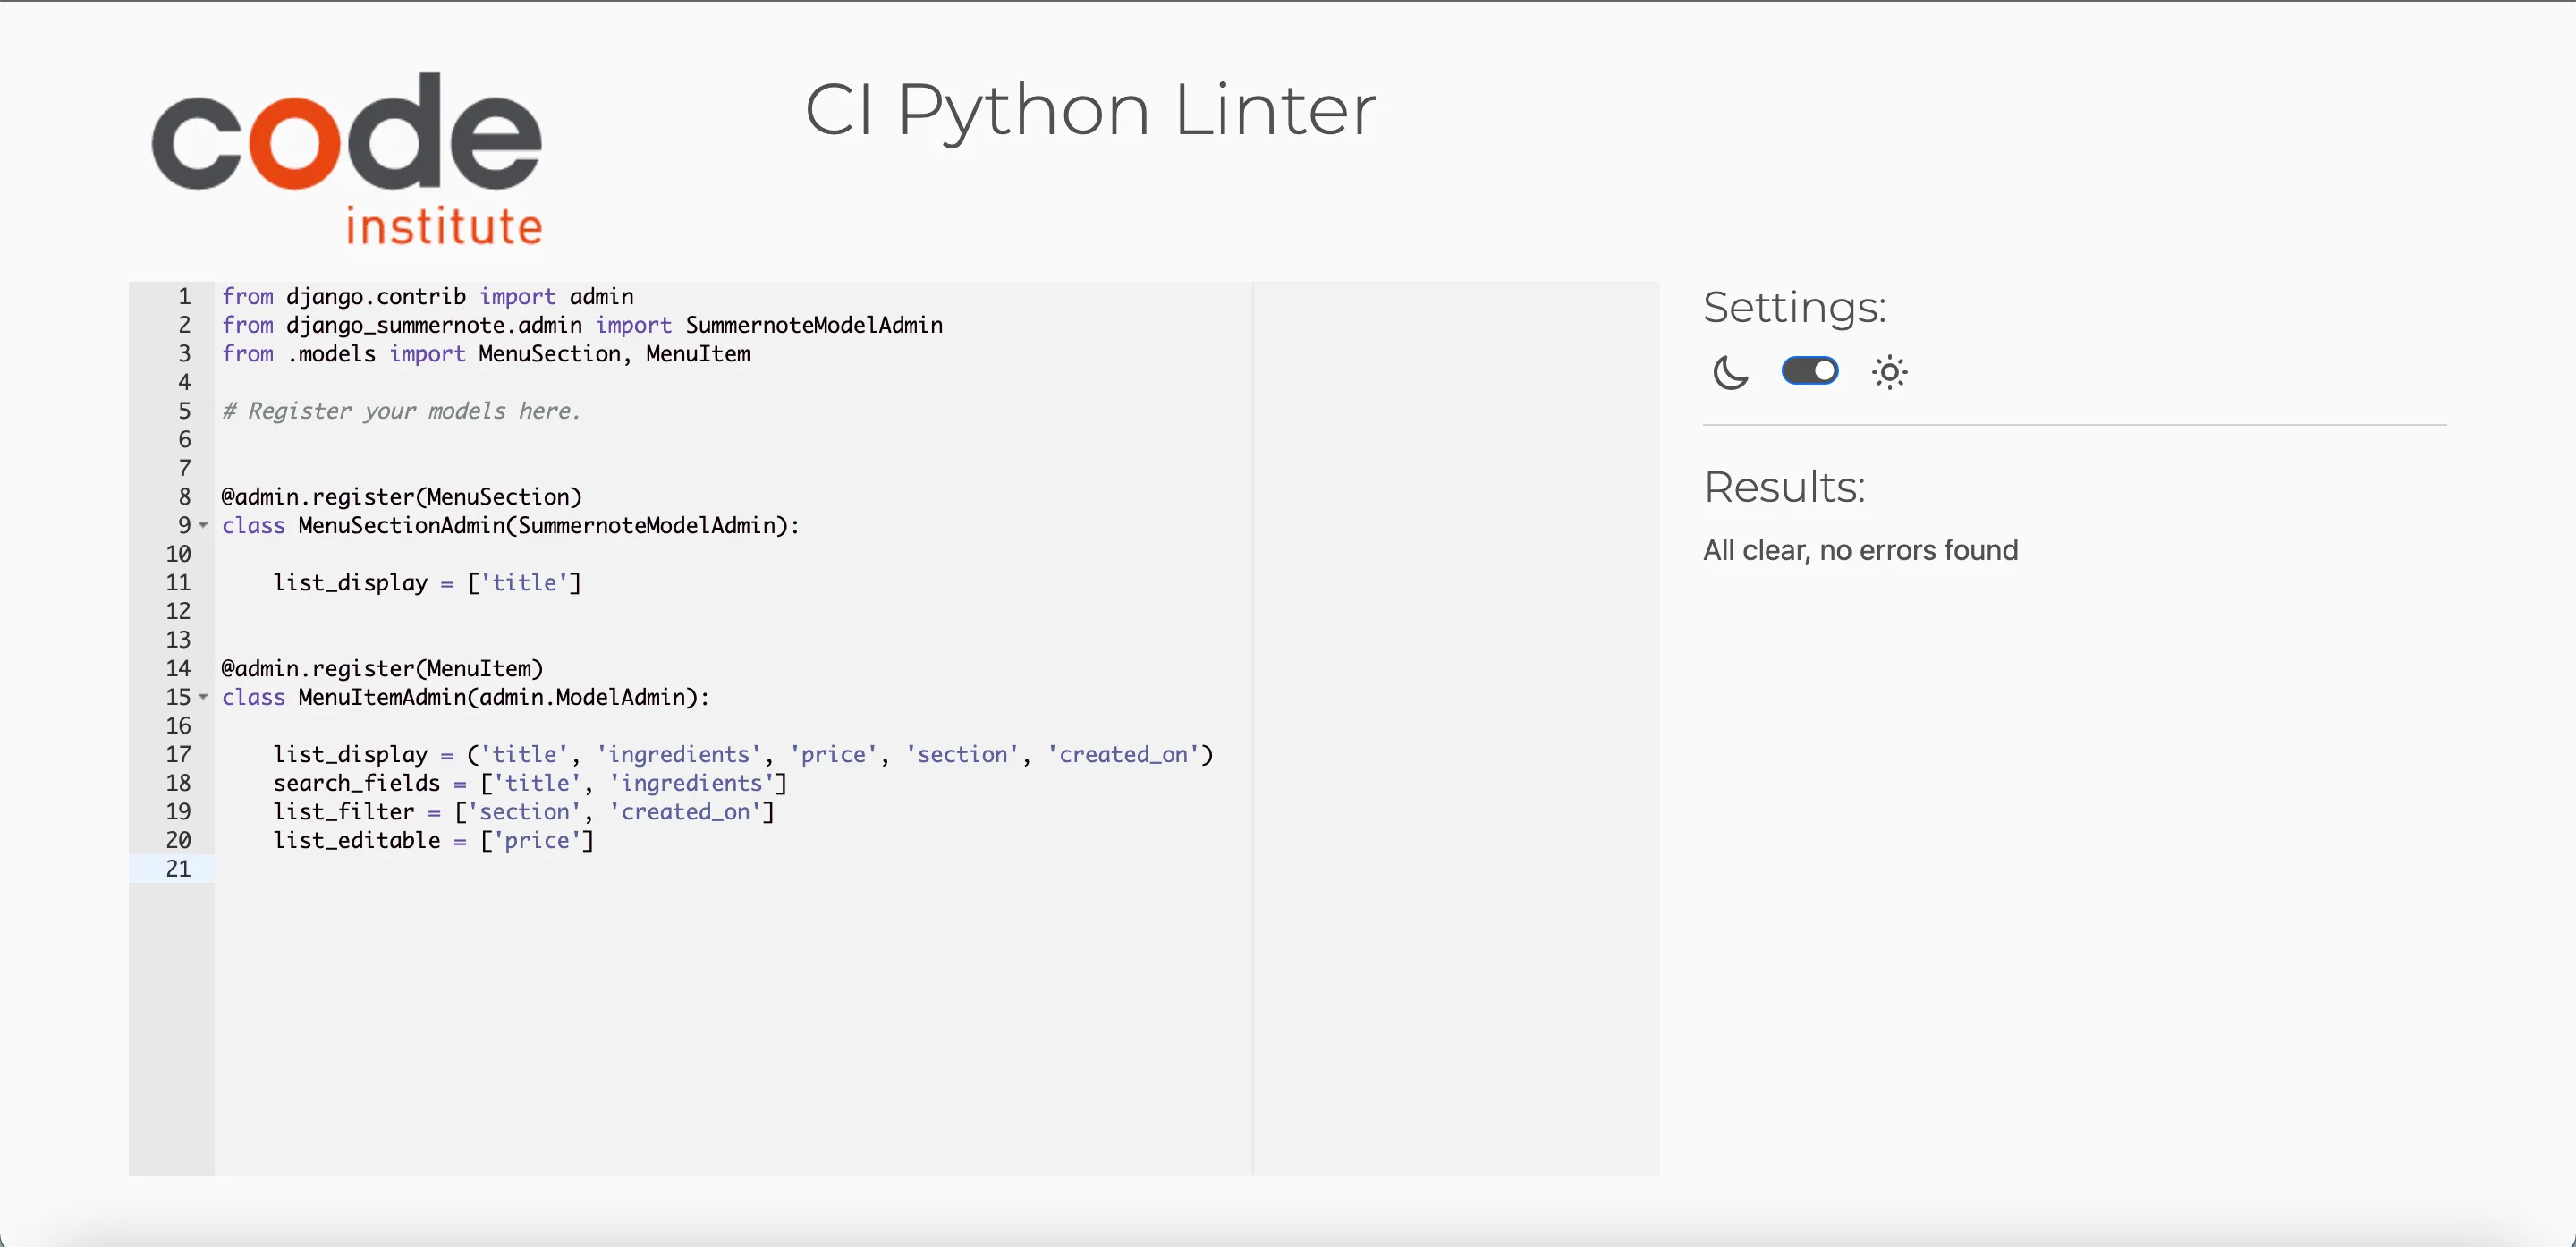 code
institute
CI Python Linter
1 from django.contrib import admin
2 from django_summernote.admin import SummernoteModelAdmin
3 from .models import MenuSection, MenuItem
4
5 # Register your models here.
6
7
8 @admin.register(MenuSection)
9 class MenuSectionAdmin(SummernoteModelAdmin):
10
11     list_display = ['title']
12
13
14 @admin.register(MenuItem)
15 class MenuItemAdmin(admin.ModelAdmin):
16
17     list_display = ('title', 'ingredients', 'price', 'section', 'created_on')
18     search_fields = ['title', 'ingredients']
19     list_filter = ['section', 'created_on']
20     list_editable = ['price']
21
Settings:
Results:
All clear, no errors found